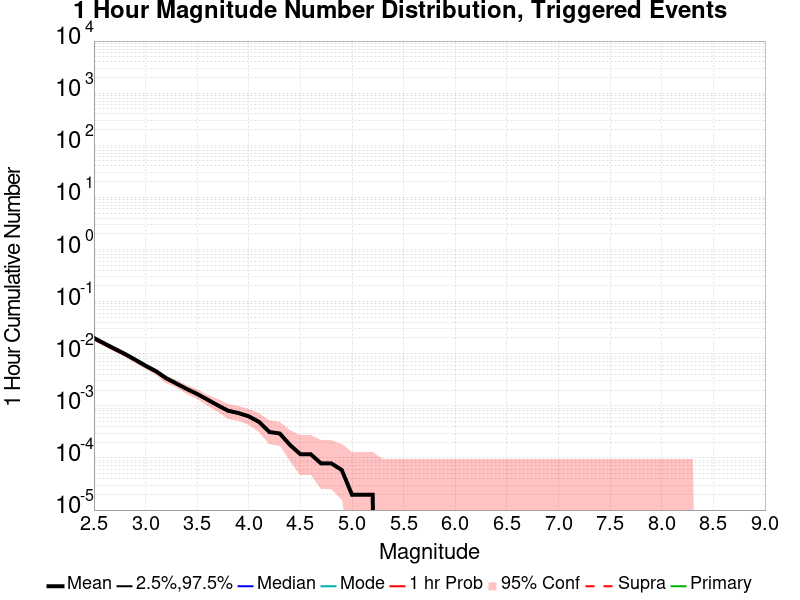 1 Hour Magnitude Number Distribution, Triggered Events
1 Hour Cumulative Number
10^4
10^3
10^2
10^1
10^0
10^-1
10^-2
10^-3
10^-4
10^-5
2.5 3.0 3.5 4.0 4.5 5.0 5.5 6.0 6.5 7.0 7.5 8.0 8.5 9.0
Magnitude
Mean 2.5%,97.5% Median Mode 1 hr Prob 95% Conf Supra Primary